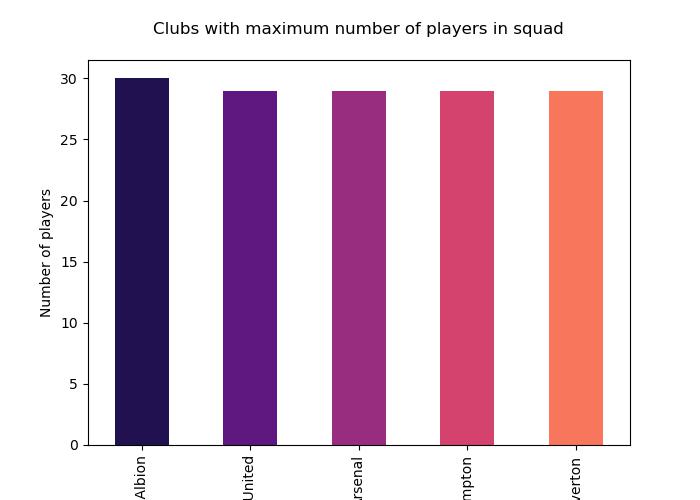 Clubs with maximum number of players in squad
Number of players
30
25
20
15
10
5
0
Albion
United
rsenal
mpton
verton